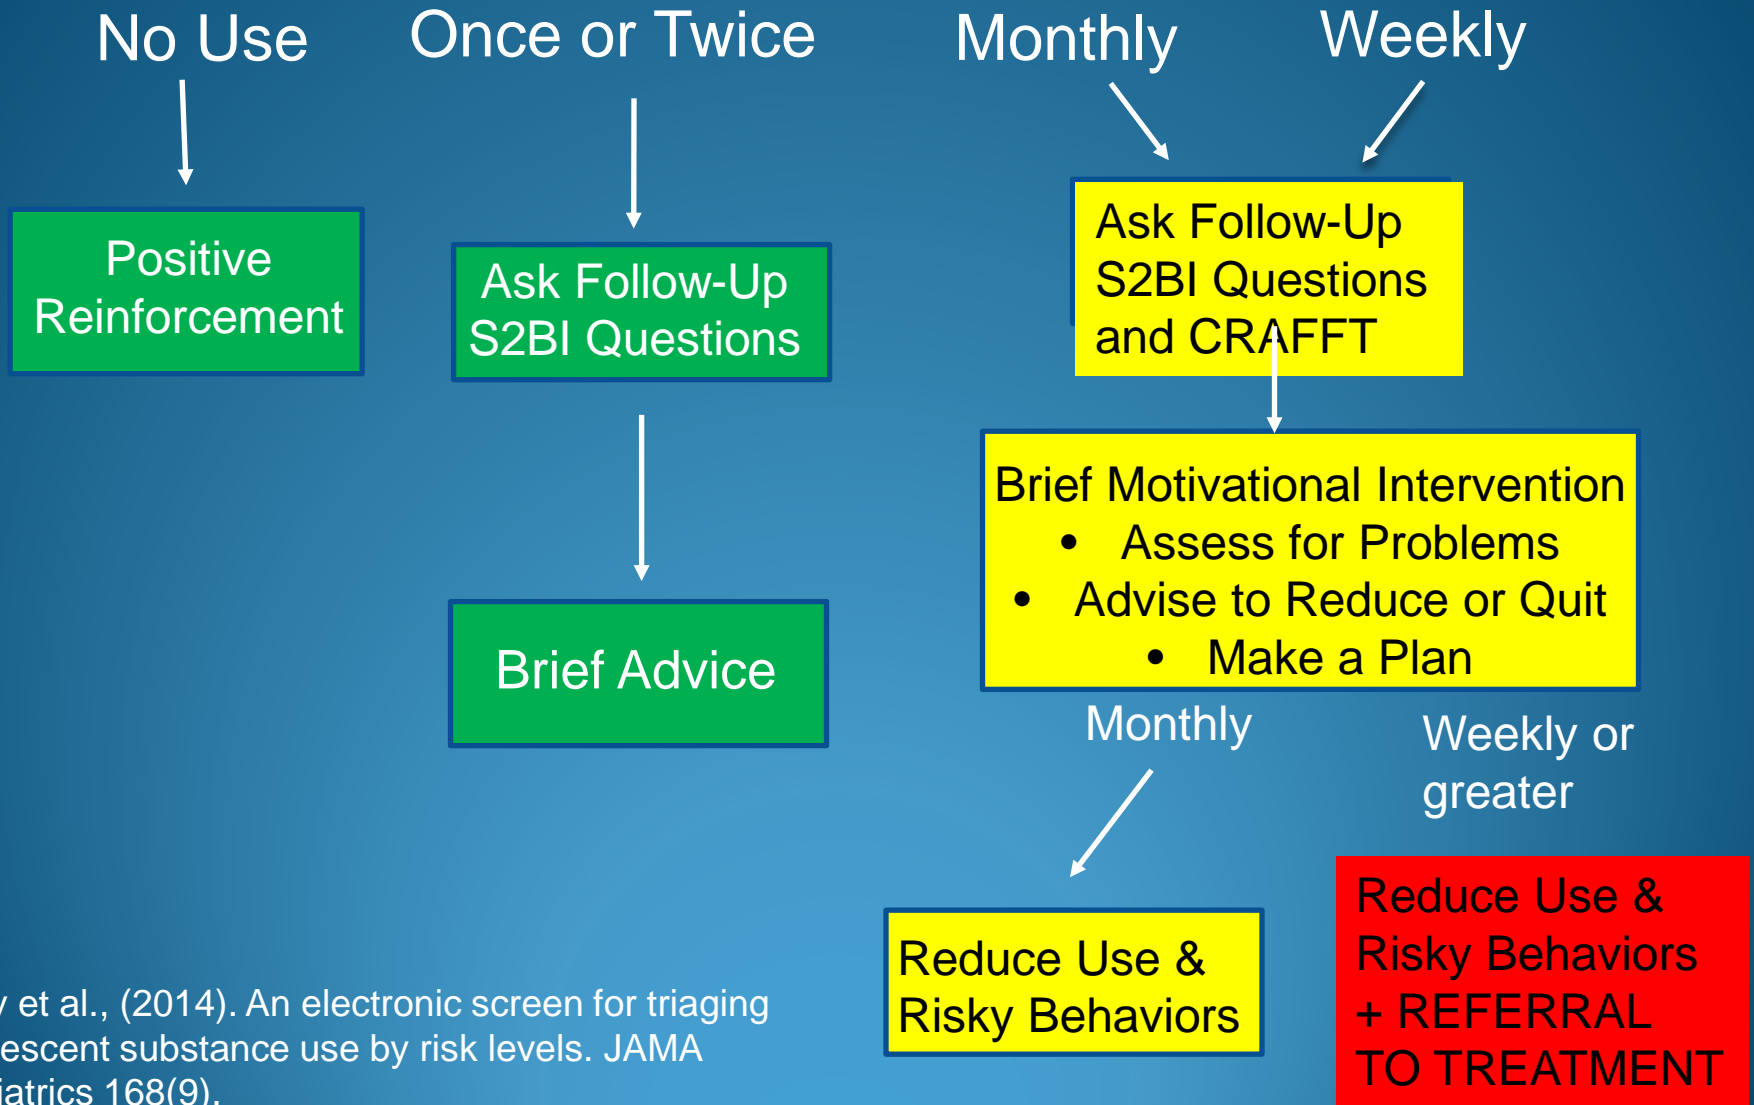 No Use
Once or Twice
Monthly
Weekly
Positive
Reinforcement
Ask Follow-Up
S2BI Questions
Ask Follow-Up
S2BI Questions
and CRAFFT
Brief Advice
Brief Motivational Intervention
• Assess for Problems
• Advise to Reduce or Quit
• Make a Plan
Monthly
Weekly or
greater
Reduce Use &
Risky Behaviors
Reduce Use &
Risky Behaviors
+ REFERRAL
TO TREATMENT
y et al., (2014). An electronic screen for triaging
escent substance use by risk levels. JAMA
iatrics 168(9).